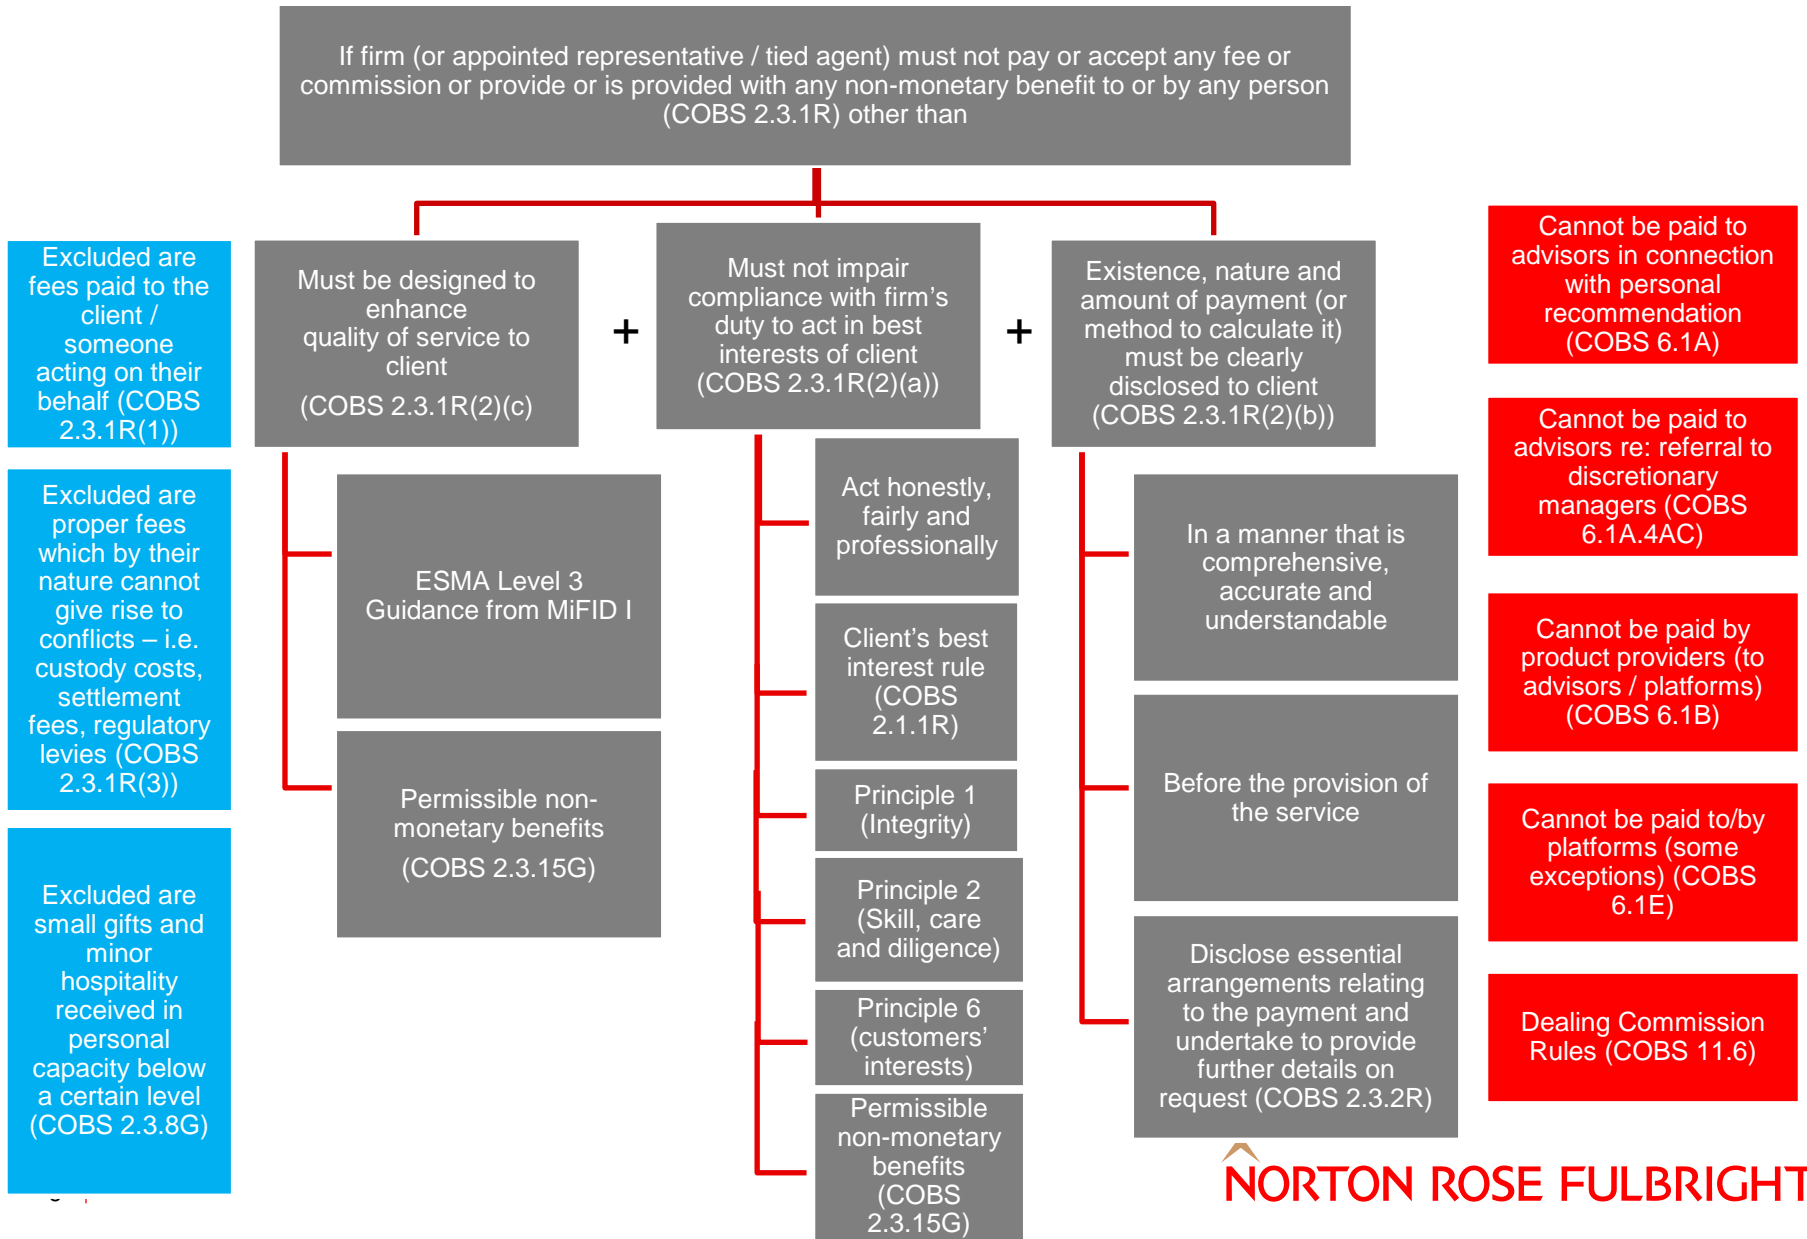 If firm (or appointed representative / tied agent) must not pay or accept any fee or
commission or provide or is provided with any non-monetary benefit to or by any person
(COBS 2.3.1R) other than
Excluded are
fees paid to the
client /
someone
acting on their
behalf (COBS
2.3.1R(1))
Excluded are
proper fees
which by their
nature cannot
give rise to
conflicts – i.e.
custody costs,
settlement
fees, regulatory
levies (COBS
2.3.1R(3))
Excluded are
small gifts and
minor
hospitality
received in
personal
capacity below
a certain level
(COBS 2.3.8G)
Must be designed to
enhance
quality of service to
client
(COBS 2.3.1R(2)(c)
ESMA Level 3
Guidance from MiFID I
Permissible non-
monetary benefits
(COBS 2.3.15G)
+
Must not impair
compliance with firm’s
duty to act in best
interests of client
(COBS 2.3.1R(2)(a))
Act honestly,
fairly and
professionally
Client’s best
interest rule
(COBS
2.1.1R)
Principle 1
(Integrity)
Principle 2
(Skill, care
and diligence)
Principle 6
(customers’
interests)
Permissible
non-monetary
benefits
(COBS
2.3.15G)
+
Existence, nature and
amount of payment (or
method to calculate it)
must be clearly
disclosed to client
(COBS 2.3.1R(2)(b))
In a manner that is
comprehensive,
accurate and
understandable
Before the provision of
the service
Disclose essential
arrangements relating
to the payment and
undertake to provide
further details on
request (COBS 2.3.2R)
Cannot be paid to
advisors in connection
with personal
recommendation
(COBS 6.1A)
Cannot be paid to
advisors re: referral to
discretionary
managers (COBS
6.1A.4AC)
Cannot be paid by
product providers (to
advisors / platforms)
(COBS 6.1B)
Cannot be paid to/by
platforms (some
exceptions) (COBS
6.1E)
Dealing Commission
Rules (COBS 11.6)
NORTON ROSE FULBRIGHT